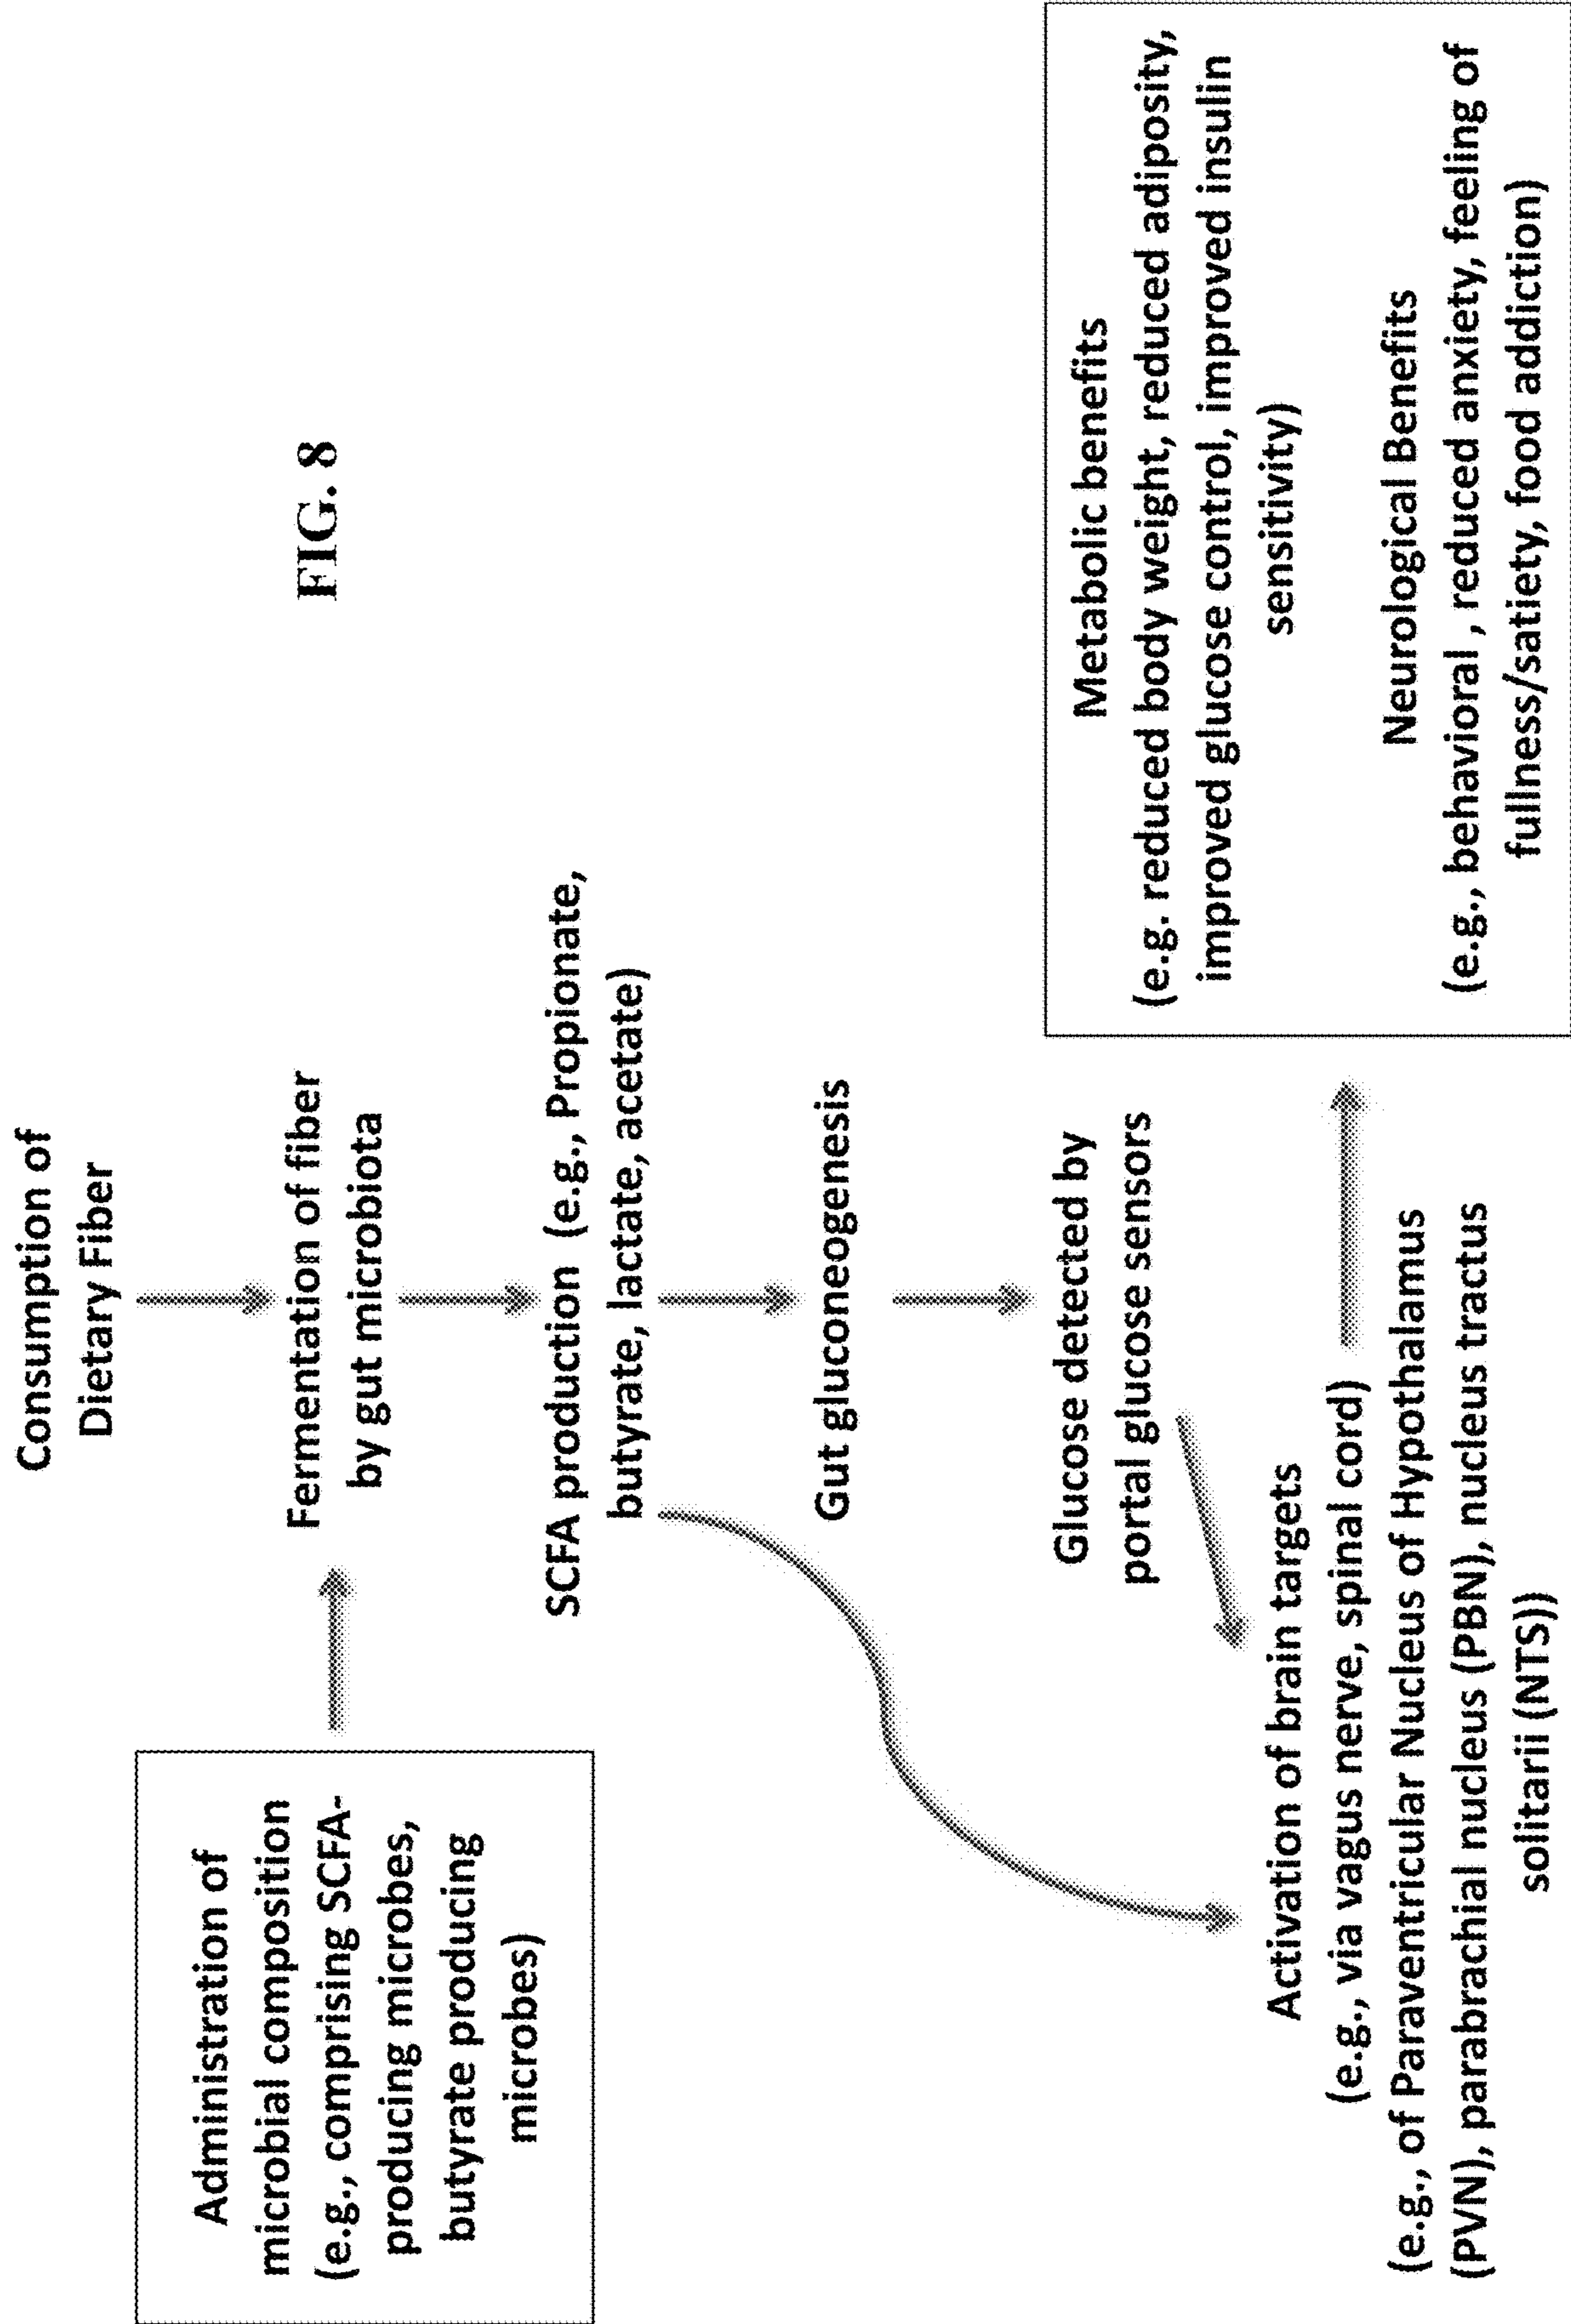 FIG. 8
Consumption of
Dietary Fiber
Administration of
microbial composition
(e.g., comprising SCFA-
producing microbes,
butyrate producing
microbes)
Fermentation of fiber
by gut microbiota
SCFA production (e.g., Propionate,
butyrate, lactate, acetate)
Gut gluconeogenesis
Glucose detected by
portal glucose sensors
Activation of brain targets
(e.g., via vagus nerve, spinal cord)
(e.g., of Paraventricular Nucleus of Hypothalamus
(PVN), parabrachial nucleus (PBN), nucleus tractus
solitarii (NTS))
Metabolic benefits
(e.g. reduced body weight, reduced adiposity,
improved glucose control, improved insulin
sensitivity)
Neurological Benefits
(e.g., behavioral , reduced anxiety, feeling of
fullness/satiety, food addiction)